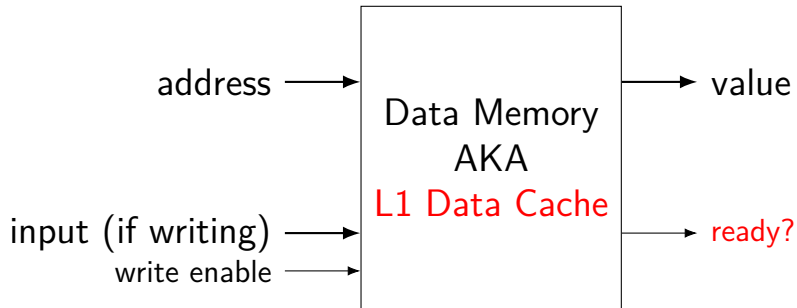 address
input (if writing)
write enable
Data Memory
AKA
L1 Data Cache
value
ready?